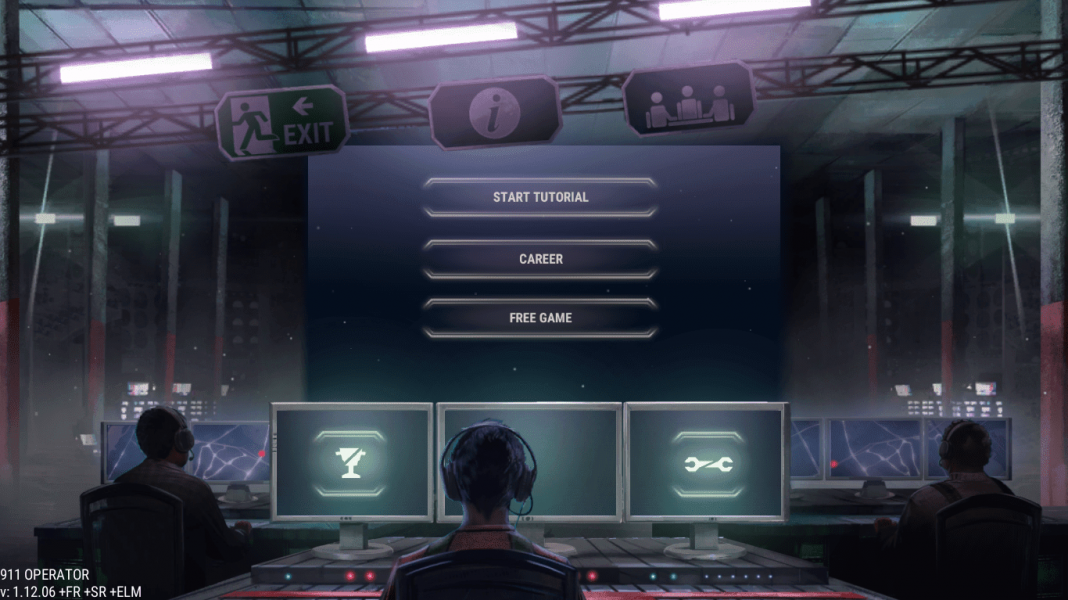 EXIT
START TUTORIAL
CAREER
FREE GAME
911 OPERATOR
v: 1.12.06 +FR +SR +ELM